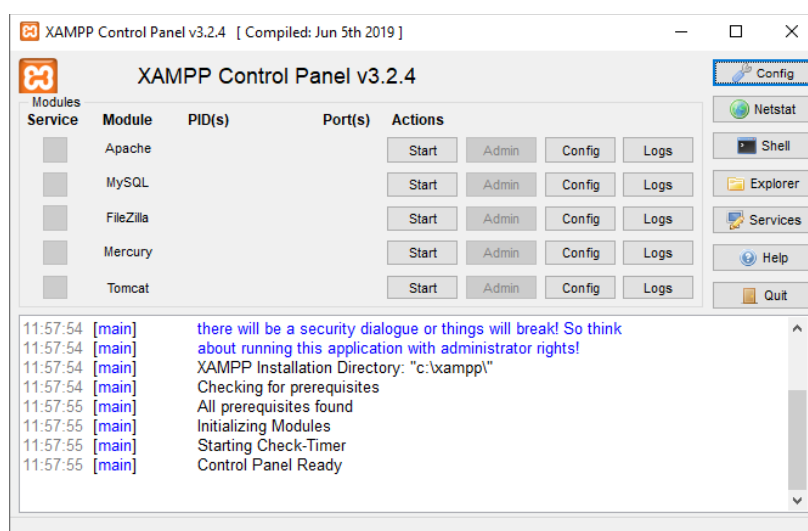 XAMPP Control Panel v3.2.4 [ Compiled: Jun 5th 2019 ]
XAMPP Control Panel v3.2.4
Config
Modules
Service Module PID(s) Port(s) Actions
Netstat
Apache Start Admin Config Logs
Shell
MySQL Start Admin Config Logs
Explorer
FileZilla Start Admin Config Logs
Services
Mercury Start Admin Config Logs
Help
Tomcat Start Admin Config Logs
Quit
11:57:54 [main] there will be a security dialogue or things will break! So think
11:57:54 [main] about running this application with administrator rights!
11:57:54 [main] XAMPP Installation Directory: "c:\xampp\"
11:57:54 [main] Checking for prerequisites
11:57:55 [main] All prerequisites found
11:57:55 [main] Initializing Modules
11:57:55 [main] Starting Check-Timer
11:57:55 [main] Control Panel Ready